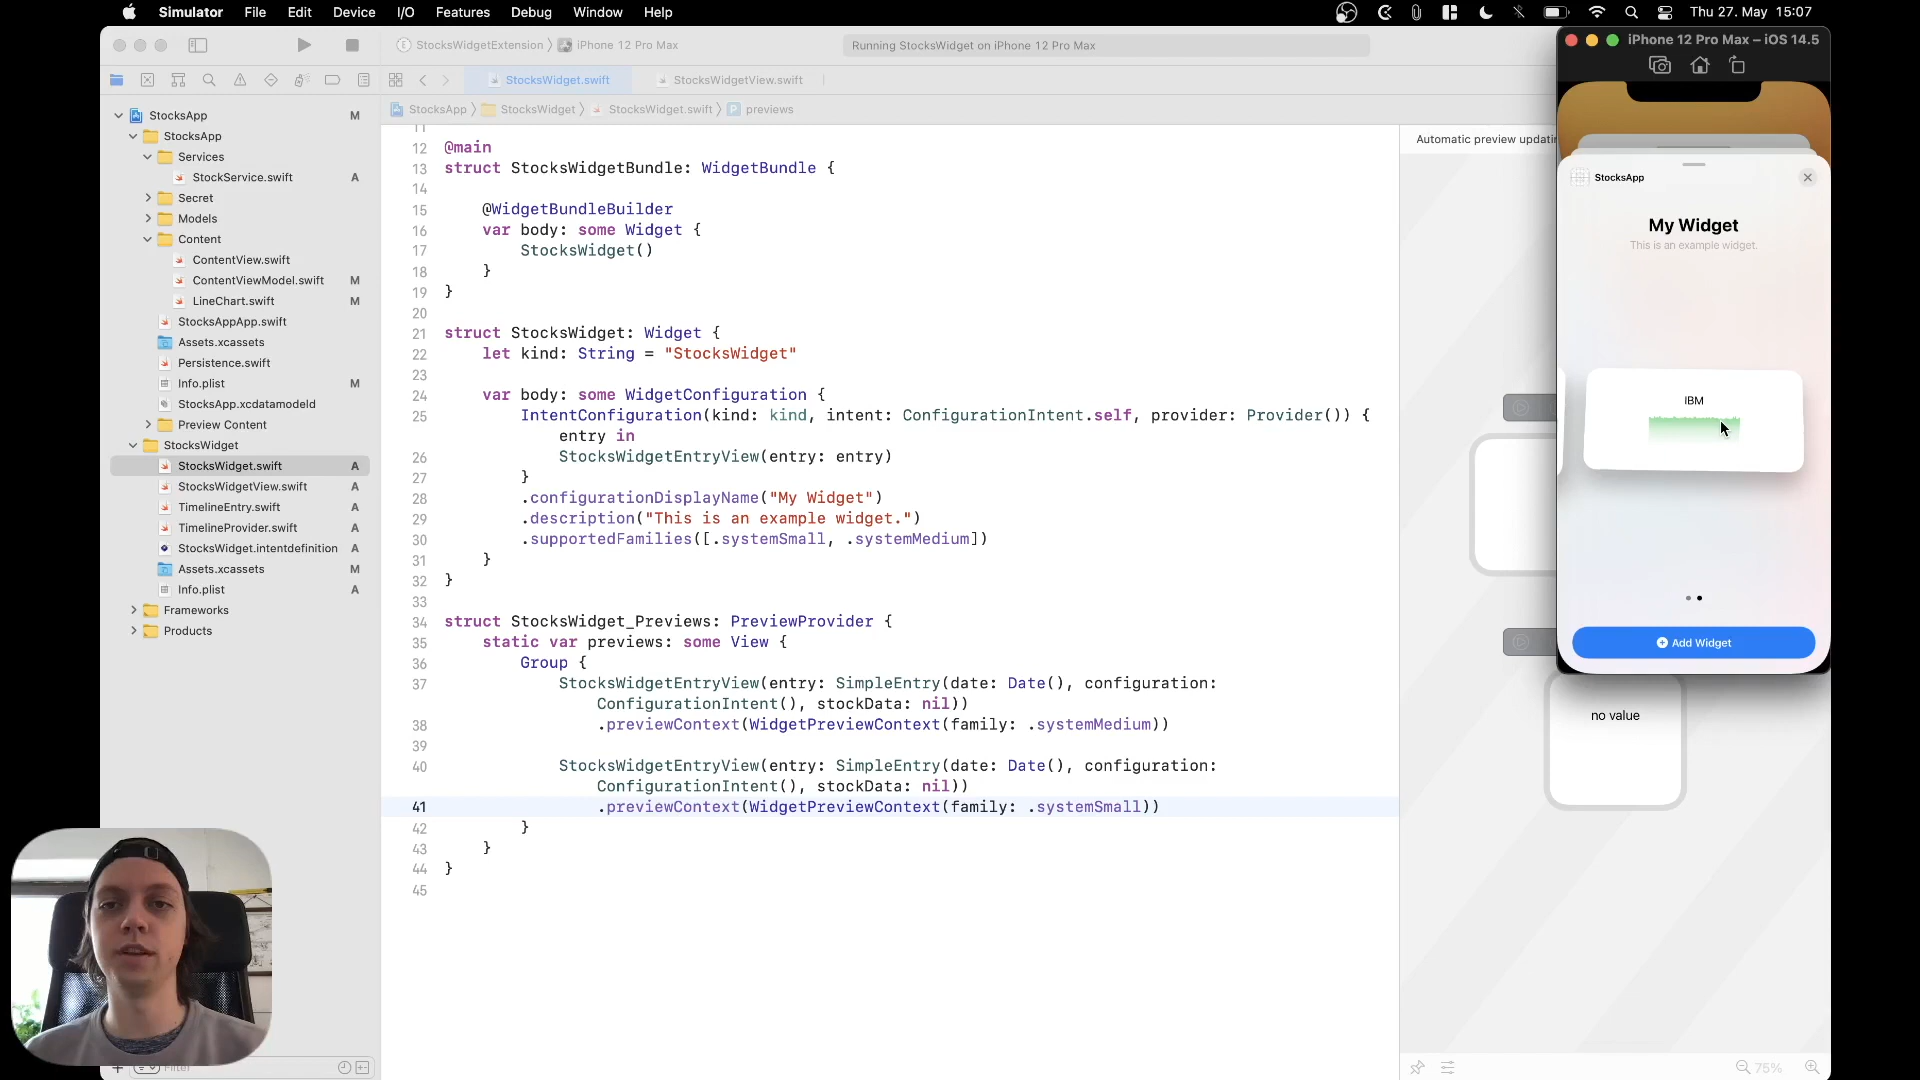 Simulator File Edit Device I/O Features Debug Window Help
Thu 27. May 15:07
StocksWidgetExtension iPhone 12 Pro Max
Running StocksWidget on iPhone 12 Pro Max
iPhone 12 Pro Max – iOS 14.5
StocksWidget.swift
StocksWidgetView.swift
StocksApp StocksWidget StocksWidget.swift previews
StocksApp M
StocksApp
Services
StockService.swift A
Secret
Models
Content
ContentView.swift
ContentViewModel.swift M
LineChart.swift M
StocksAppApp.swift
Assets.xcassets
Persistence.swift
Info.plist M
StocksApp.xcdatamodeld
Preview Content
StocksWidget
StocksWidget.swift A
StocksWidgetView.swift A
TimelineEntry.swift A
TimelineProvider.swift A
StocksWidget.intentdefinition A
Assets.xcassets M
Info.plist A
Frameworks
Products
Filter
11
12 @main
13 struct StocksWidgetBundle: WidgetBundle {
14
15 @WidgetBundleBuilder
16 var body: some Widget {
17 StocksWidget()
18 }
19 }
20
21 struct StocksWidget: Widget {
22 let kind: String = "StocksWidget"
23
24 var body: some WidgetConfiguration {
25 IntentConfiguration(kind: kind, intent: ConfigurationIntent.self, provider: Provider()) {
entry in
26 StocksWidgetEntryView(entry: entry)
27 }
28 .configurationDisplayName("My Widget")
29 .description("This is an example widget.")
30 .supportedFamilies([.systemSmall, .systemMedium])
31 }
32 }
33
34 struct StocksWidget_Previews: PreviewProvider {
35 static var previews: some View {
36 Group {
37 StocksWidgetEntryView(entry: SimpleEntry(date: Date(), configuration:
ConfigurationIntent(), stockData: nil))
38 .previewContext(WidgetPreviewContext(family: .systemMedium))
39
40 StocksWidgetEntryView(entry: SimpleEntry(date: Date(), configuration:
ConfigurationIntent(), stockData: nil))
41 .previewContext(WidgetPreviewContext(family: .systemSmall))
42 }
43 }
44 }
45
Automatic preview updatin
StocksApp
My Widget
This is an example widget.
IBM
Add Widget
no value
75%